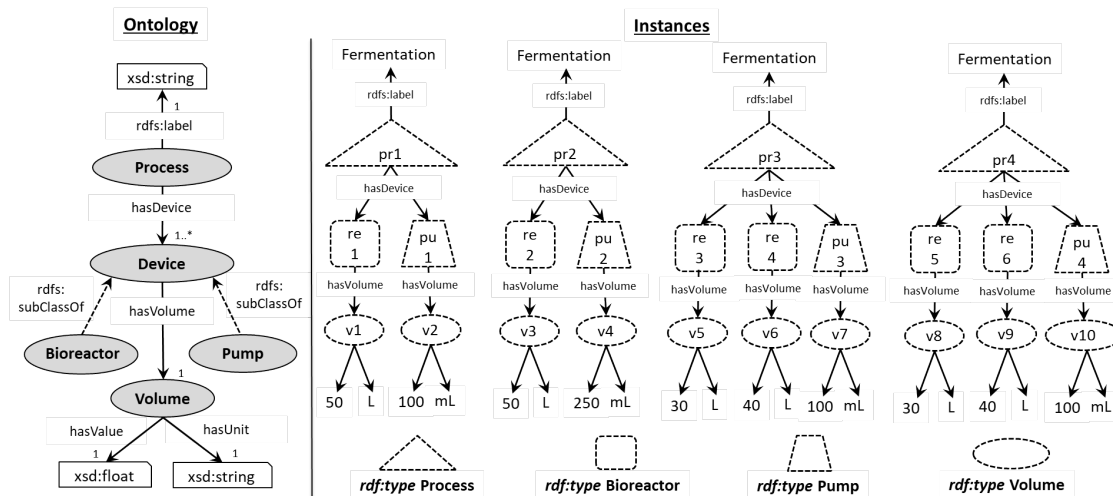 Ontology
xsd:string
1
rdfs:label
Process
hasDevice
1..*
Device
rdfs:
subClassOf
hasVolume
rdfs:
subClassOf
Bioreactor
Pump
1
Volume
hasValue
hasUnit
1
1
xsd:float
xsd:string
Instances
Fermentation
rdfs:label
pr1
hasDevice
re
1
pu
1
hasVolume
hasVolume
v1
v2
50
L
100
mL
Fermentation
rdfs:label
pr2
hasDevice
re
2
pu
2
hasVolume
hasVolume
v3
v4
50
L
250
mL
Fermentation
rdfs:label
pr3
hasDevice
re
3
re
4
pu
3
hasVolume
hasVolume
hasVolume
v5
v6
v7
30
L
40
L
100
mL
Fermentation
rdfs:label
pr4
hasDevice
re
5
re
6
pu
4
hasVolume
hasVolume
hasVolume
v8
v9
v10
30
L
40
L
100
mL
rdf:type Process
rdf:type Bioreactor
rdf:type Pump
rdf:type Volume